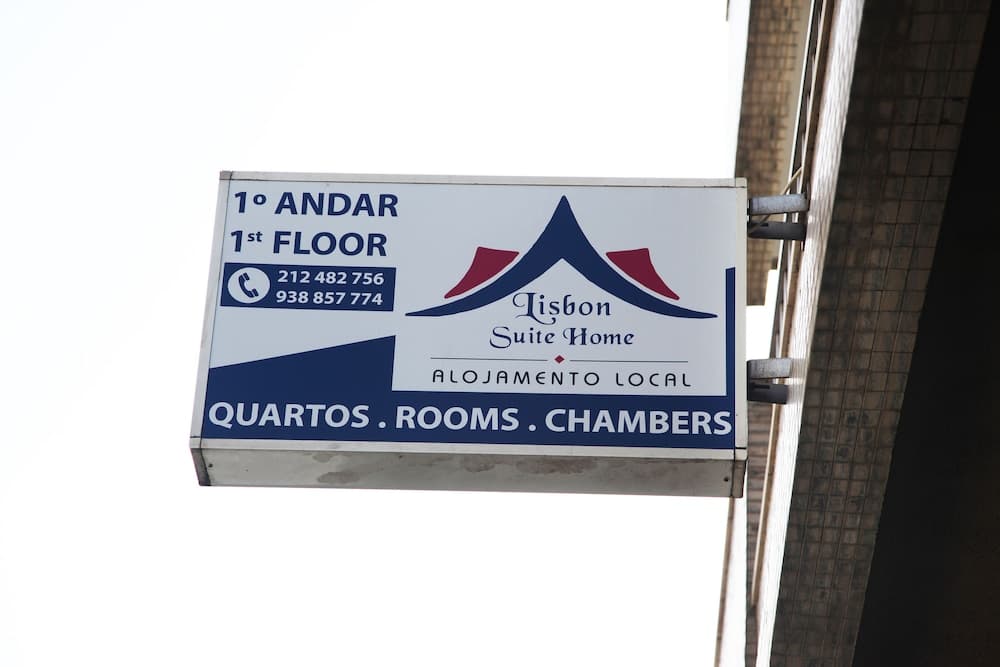 1º ANDAR
1st FLOOR
212 482 756
938 857 774
Lisbon
Suite Home
ALOJAMENTO LOCAL
QUARTOS . ROOMS . CHAMBERS